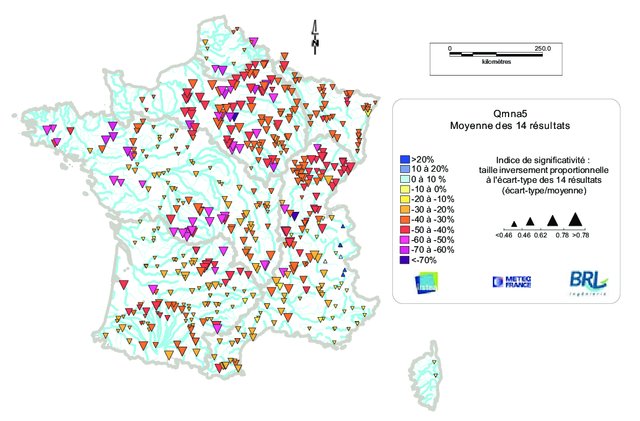 N
0
250.0
kilomètres
Qmna5
Moyenne des 14 résultats
>20%
10 à 20%
0 à 10 %
-10 à 0%
-20 à -10%
-30 à -20%
-40 à -30%
-50 à -40%
-60 à -50%
-70 à -60%
<-70%
Indice de significativité :
taille inversement proportionnelle
à l'écart-type des 14 résultats
(écart-type/moyenne)
<0.46 0.46 0.62 0.78 >0.78
METEO
FRANCE
BRL
Ingénierie